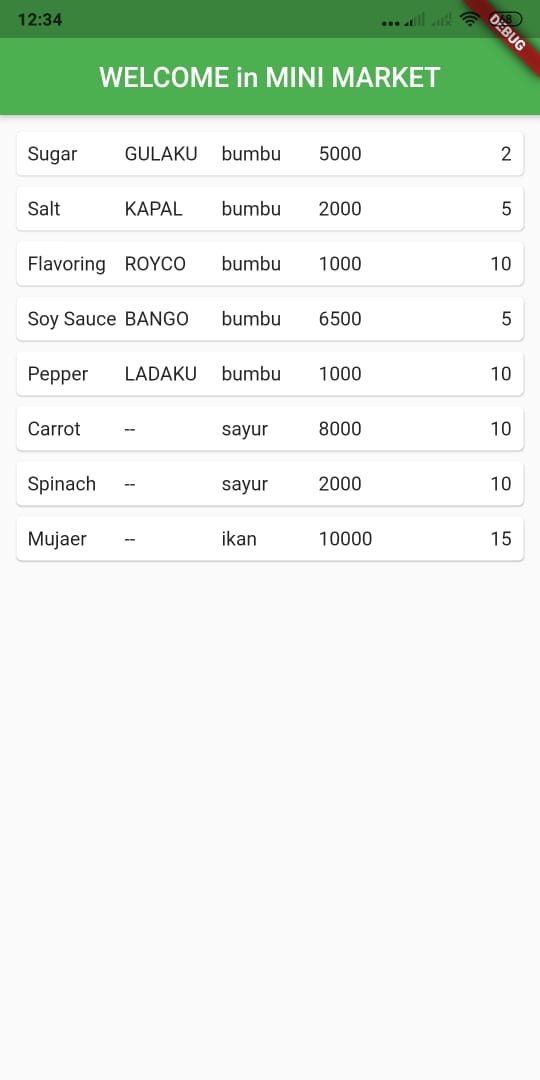 12:34
DEBUG
WELCOME in MINI MARKET
Sugar GULAKU bumbu 5000 2
Salt KAPAL bumbu 2000 5
Flavoring ROYCO bumbu 1000 10
Soy Sauce BANGO bumbu 6500 5
Pepper LADAKU bumbu 1000 10
Carrot -- sayur 8000 10
Spinach -- sayur 2000 10
Mujaer -- ikan 10000 15